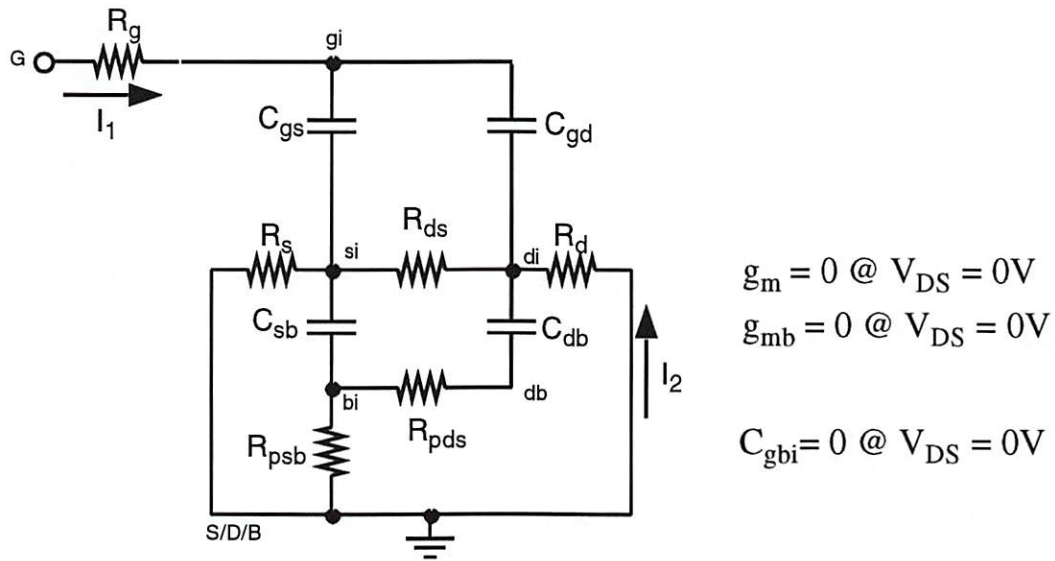 R_g
G
gi
I_1
C_gs
C_gd
R_s
si
R_ds
di
R_d
g_m = 0 @ V_DS = 0V
g_mb = 0 @ V_DS = 0V
C_sb
C_db
I_2
bi
db
R_pds
R_psb
C_gbi= 0 @ V_DS = 0V
S/D/B